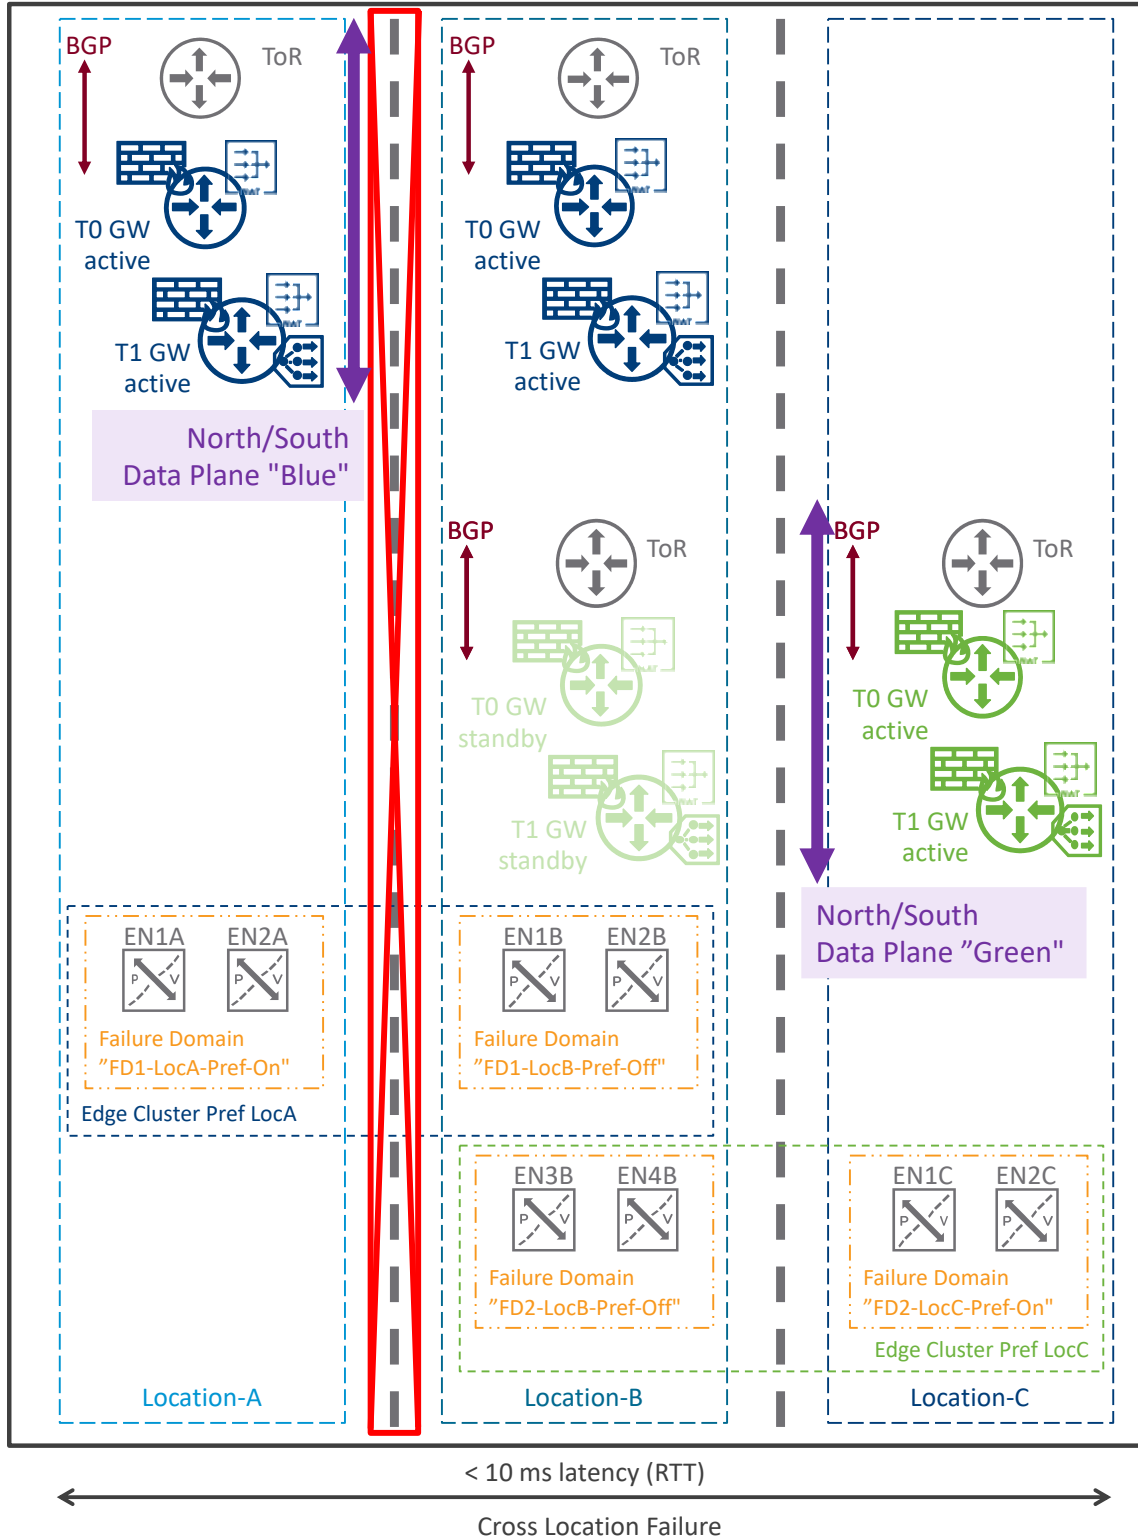 BGP
ToR
T0 GW
active
T1 GW
active
North/South
Data Plane "Blue"
BGP
ToR
T0 GW
active
T1 GW
active
BGP
ToR
T0 GW
standby
T1 GW
standby
BGP
ToR
T0 GW
active
T1 GW
active
North/South
Data Plane ”Green"
EN1A EN2A
P V P V
Failure Domain
”FD1-LocA-Pref-On"
EN1B EN2B
P V P V
Failure Domain
”FD1-LocB-Pref-Off"
Edge Cluster Pref LocA
EN3B EN4B
P V P V
Failure Domain
”FD2-LocB-Pref-Off"
EN1C EN2C
P V P V
Failure Domain
”FD2-LocC-Pref-On"
Edge Cluster Pref LocC
Location-A
Location-B
Location-C
< 10 ms latency (RTT)
Cross Location Failure